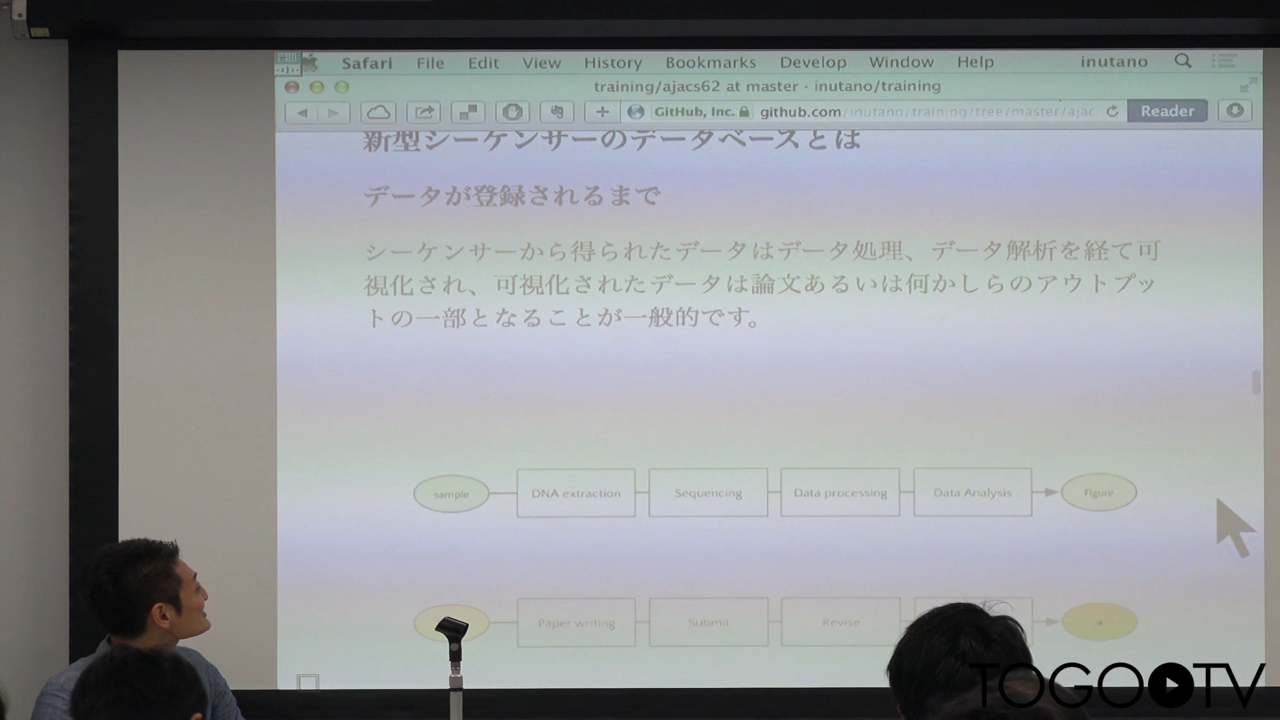 Safari File Edit View History Bookmarks Develop Window Help inutano
training/ajacs62 at master · inutano/training
GitHub, Inc. github.com/inutano/training/tree/master/ajac Reader
新型シーケンサーのデータベースとは
データが登録されるまで
シーケンサーから得られたデータはデータ処理、データ解析を経て可
視化され、可視化されたデータは論文あるいは何かしらのアウトプッ
トの一部となることが一般的です。
sample DNA extraction Sequencing Data processing Data Analysis Figure
Paper writing Submit Revise
TOGOTV